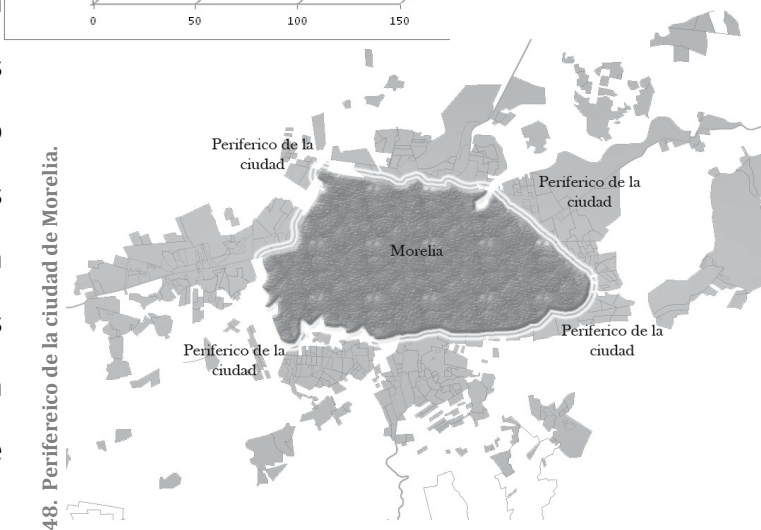 0 50 100 150
Periferico de la
ciudad
Periferico de la
ciudad
Morelia
Periferico de la
ciudad
Periferico de la
ciudad
48. Perifereico de la ciudad de Morelia.